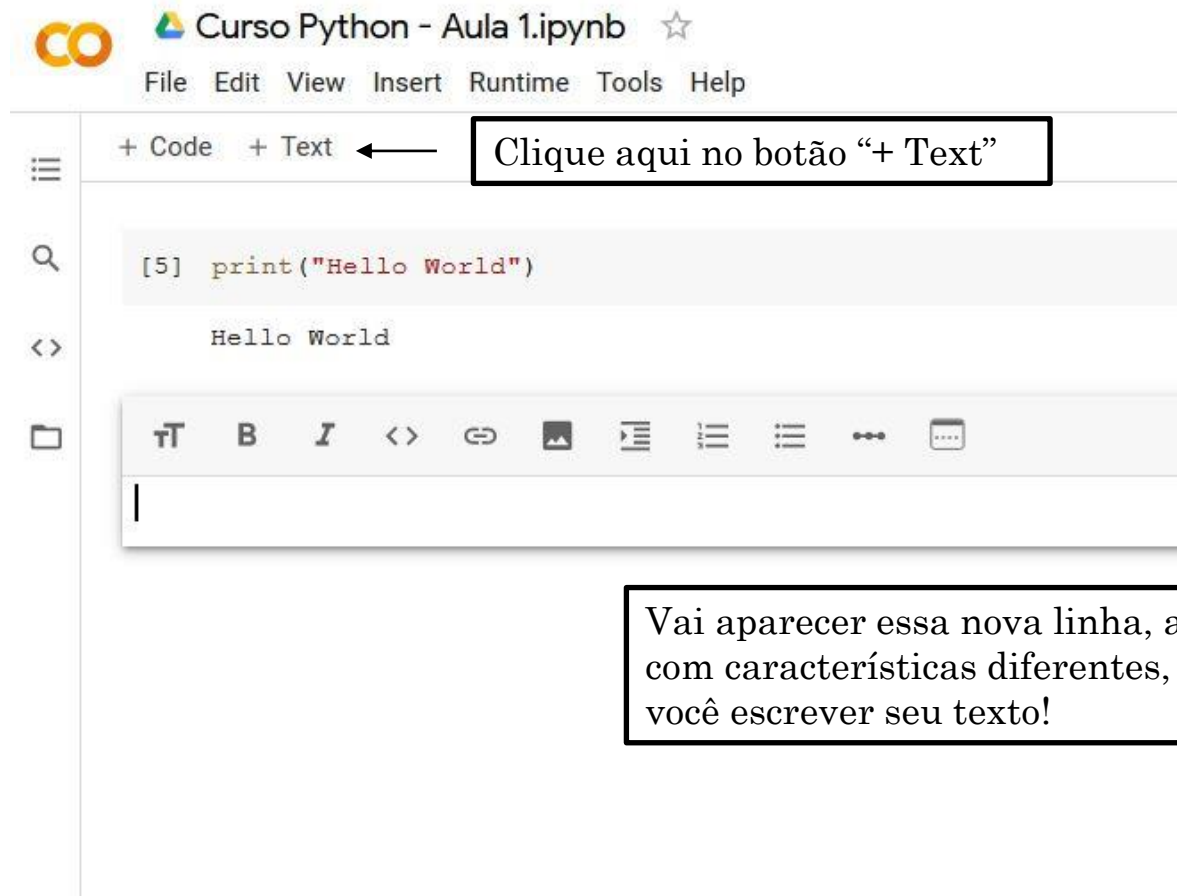 Curso Python - Aula 1.ipynb
File Edit View Insert Runtime Tools Help
+ Code + Text
Clique aqui no botão “+ Text”
[5] print("Hello World")
Hello World
Vai aparecer essa nova linha,
com características diferentes,
você escrever seu texto!